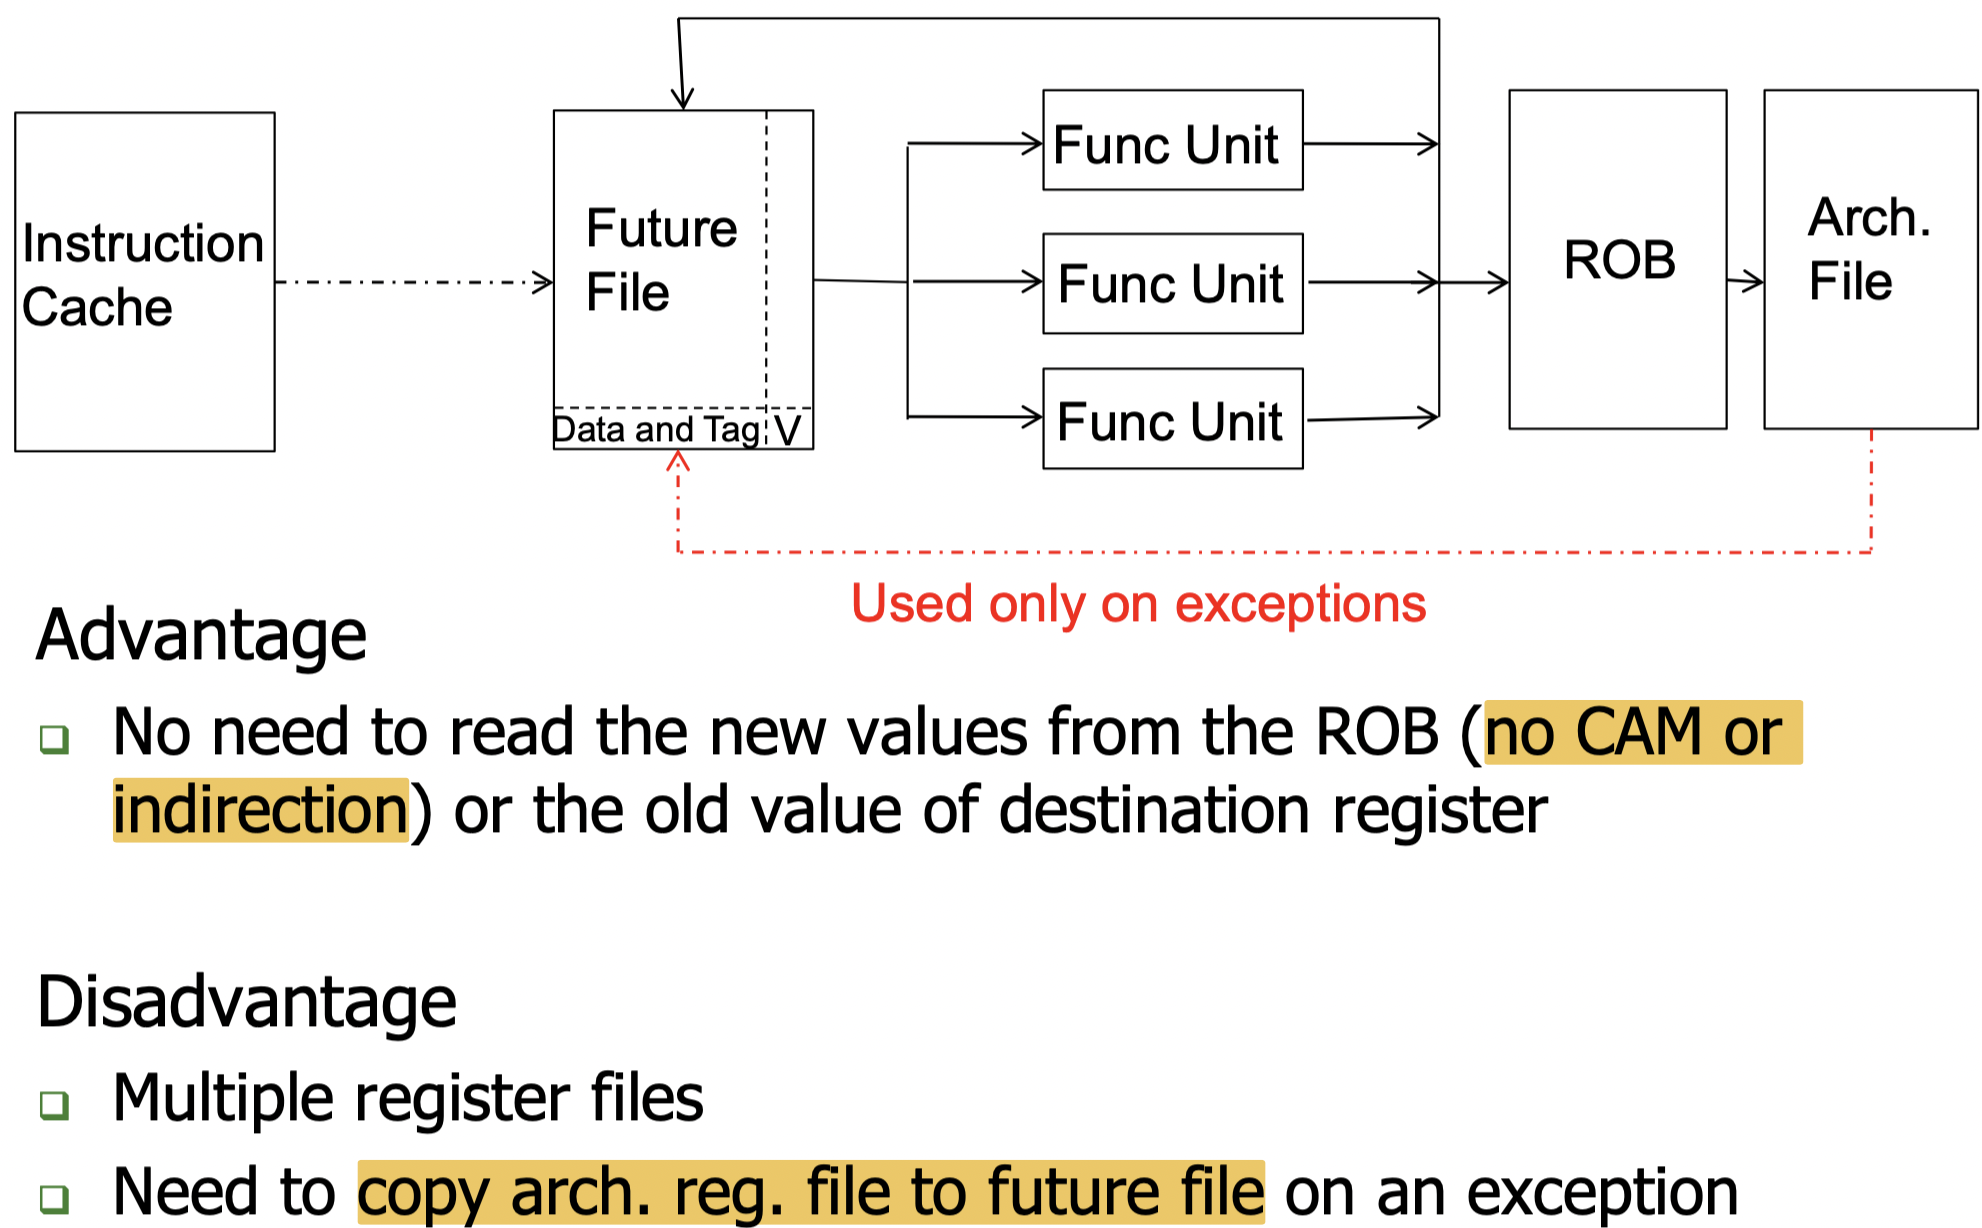 Instruction
Cache
Future
File
Data and Tag
V
Func Unit
Func Unit
Func Unit
ROB
Arch.
File
Used only on exceptions
Advantage
No need to read the new values from the ROB (no CAM or
indirection) or the old value of destination register
Disadvantage
Multiple register files
Need to copy arch. reg. file to future file on an exception